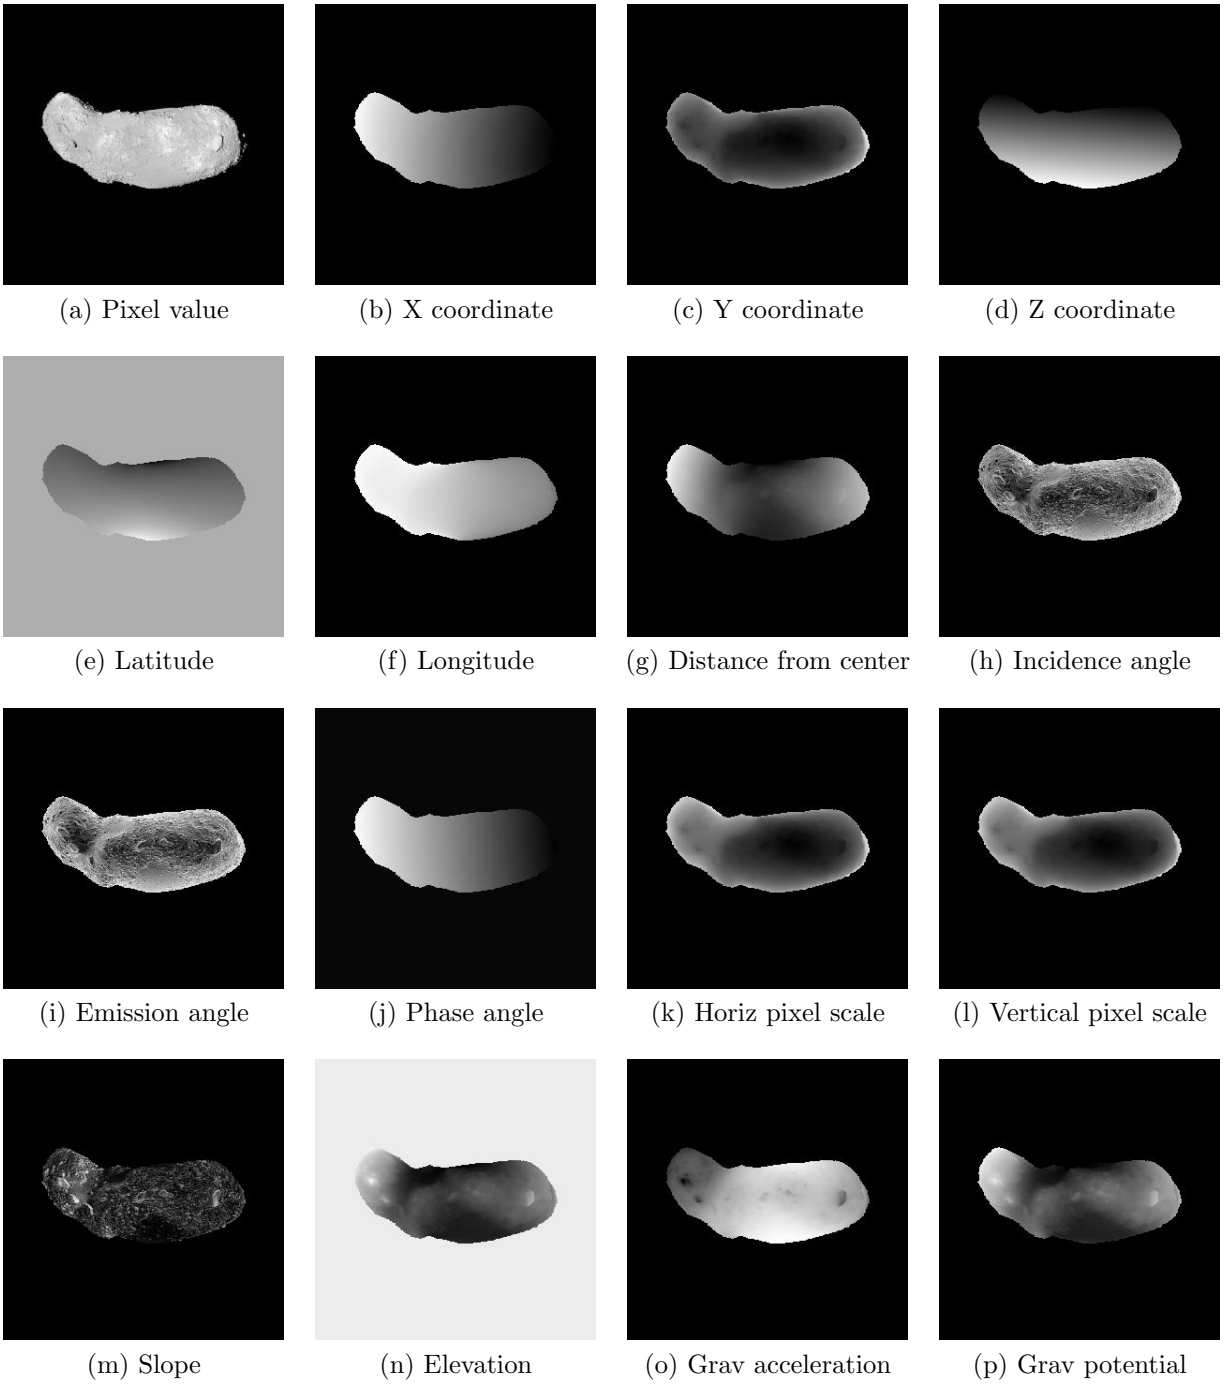 (a) Pixel value
(b) X coordinate
(c) Y coordinate
(d) Z coordinate
(e) Latitude
(f) Longitude
(g) Distance from center
(h) Incidence angle
(i) Emission angle
(j) Phase angle
(k) Horiz pixel scale
(l) Vertical pixel scale
(m) Slope
(n) Elevation
(o) Grav acceleration
(p) Grav potential